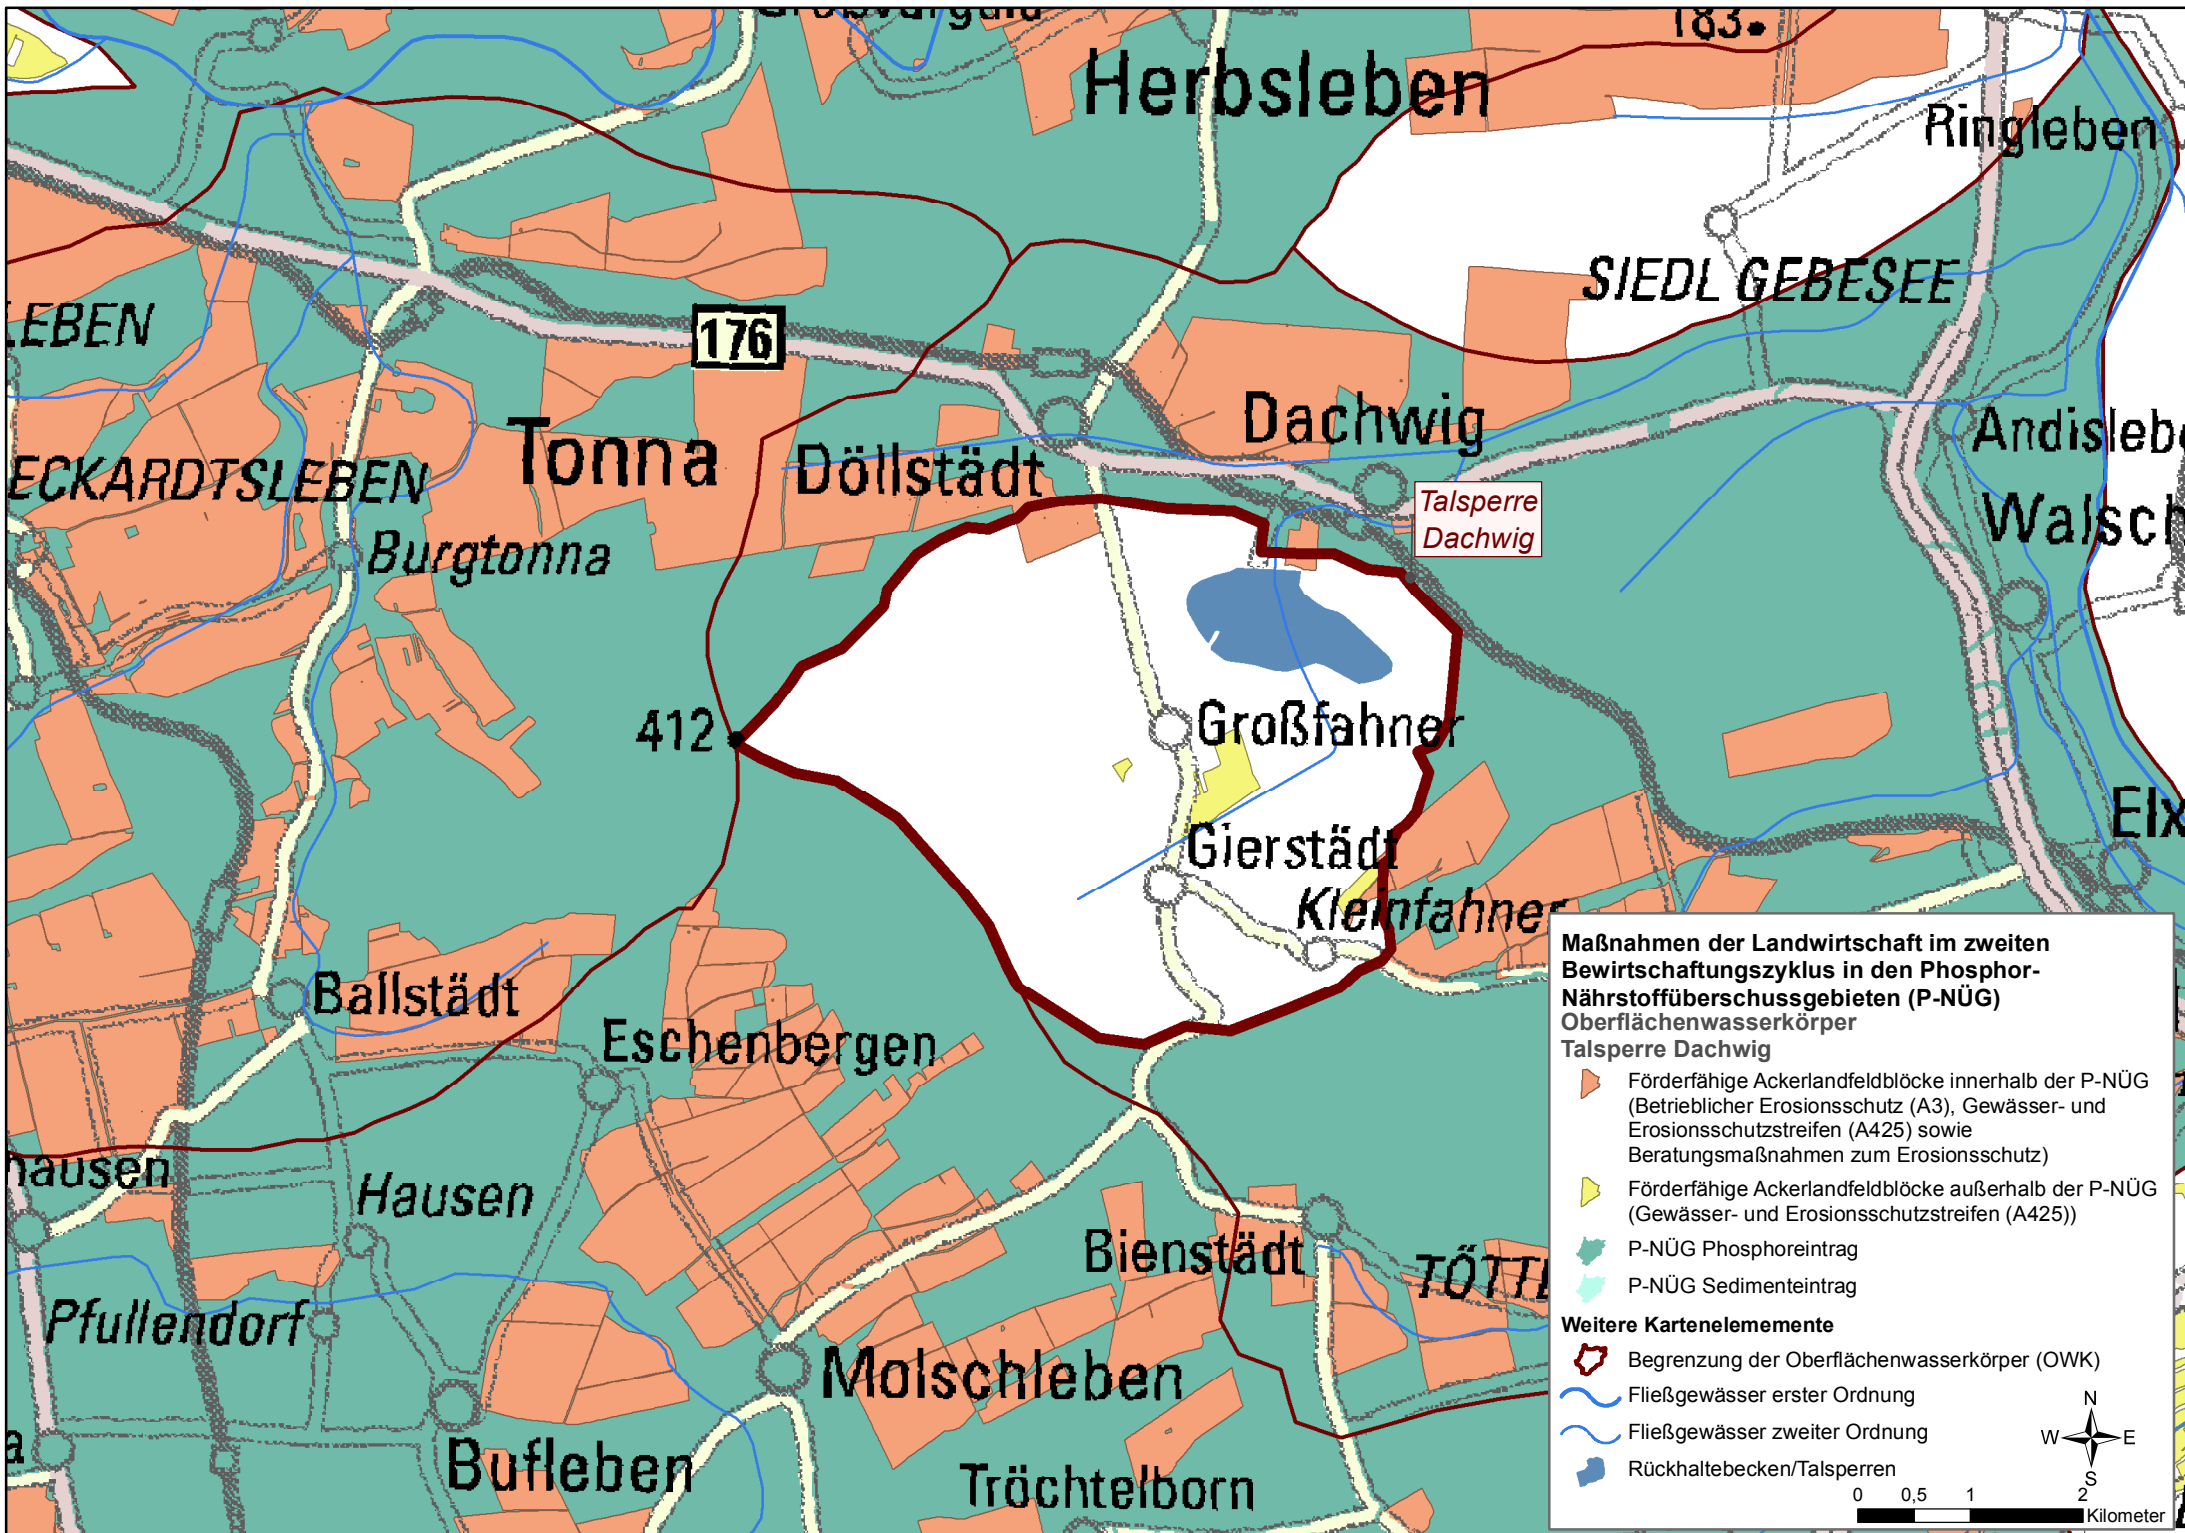 183
Herbsleben
Ringleben
SIEDL GEBESEE
LEBEN
176
Dachwig
Andisleb
Tonna
Döllstädt
ECKARDTSLEBEN
Talsperre
Dachwig
Walsch
Burgtonna
412
Großfahner
Elx
Gierstädt
Kleinfahner
Ballstädt
Eschenbergen
hausen
Hausen
Bienstädt
TÖTTE
Pfullendorf
Molschleben
a
Bufleben
Tröchtelborn
Maßnahmen der Landwirtschaft im zweiten
Bewirtschaftungszyklus in den Phosphor-
Nährstoffüberschussgebieten (P-NÜG)
Oberflächenwasserkörper
Talsperre Dachwig
Förderfähige Ackerlandfeldblöcke innerhalb der P-NÜG
(Betrieblicher Erosionsschutz (A3), Gewässer- und
Erosionsschutzstreifen (A425) sowie
Beratungsmaßnahmen zum Erosionsschutz)
Förderfähige Ackerlandfeldblöcke außerhalb der P-NÜG
(Gewässer- und Erosionsschutzstreifen (A425))
P-NÜG Phosphoreintrag
P-NÜG Sedimenteintrag
Weitere Kartenelememente
Begrenzung der Oberflächenwasserkörper (OWK)
Fließgewässer erster Ordnung
Fließgewässer zweiter Ordnung
Rückhaltebecken/Talsperren
N
W E
S
0 0,5 1 2
Kilometer